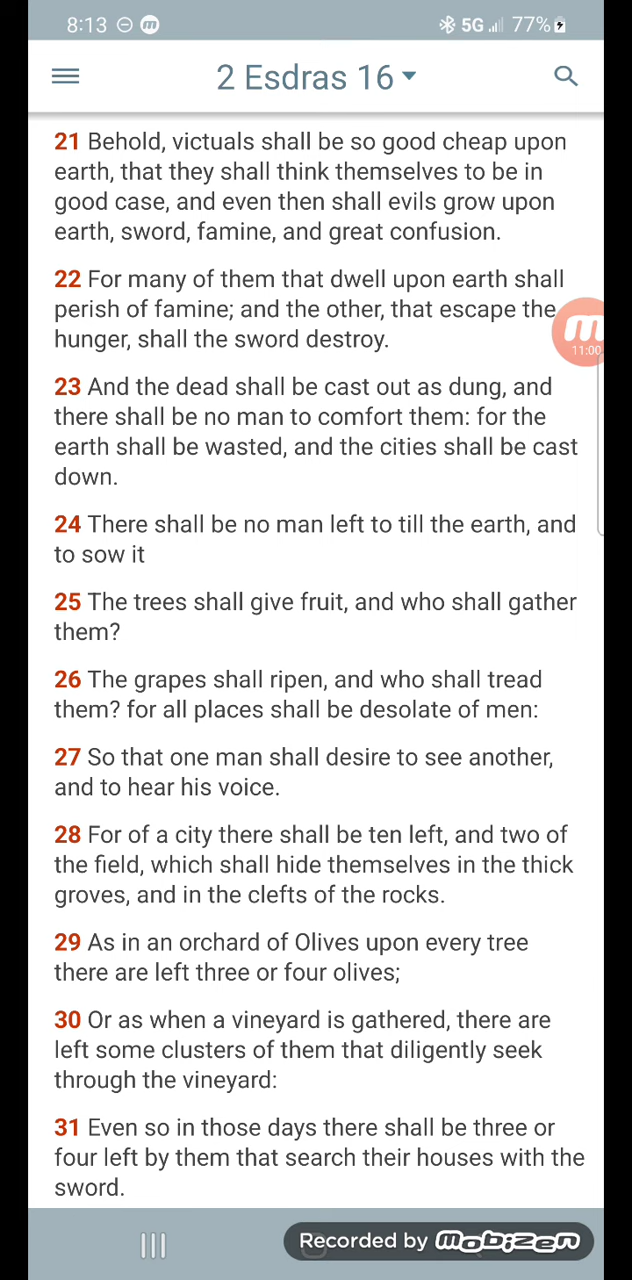 8:13 m 5G 77%
2 Esdras 16
21 Behold, victuals shall be so good cheap upon
earth, that they shall think themselves to be in
good case, and even then shall evils grow upon
earth, sword, famine, and great confusion.
22 For many of them that dwell upon earth shall
perish of famine; and the other, that escape the
hunger, shall the sword destroy.
m
11:00
23 And the dead shall be cast out as dung, and
there shall be no man to comfort them: for the
earth shall be wasted, and the cities shall be cast
down.
24 There shall be no man left to till the earth, and
to sow it
25 The trees shall give fruit, and who shall gather
them?
26 The grapes shall ripen, and who shall tread
them? for all places shall be desolate of men:
27 So that one man shall desire to see another,
and to hear his voice.
28 For of a city there shall be ten left, and two of
the field, which shall hide themselves in the thick
groves, and in the clefts of the rocks.
29 As in an orchard of Olives upon every tree
there are left three or four olives;
30 Or as when a vineyard is gathered, there are
left some clusters of them that diligently seek
through the vineyard:
31 Even so in those days there shall be three or
four left by them that search their houses with the
sword.
Recorded by mobizen